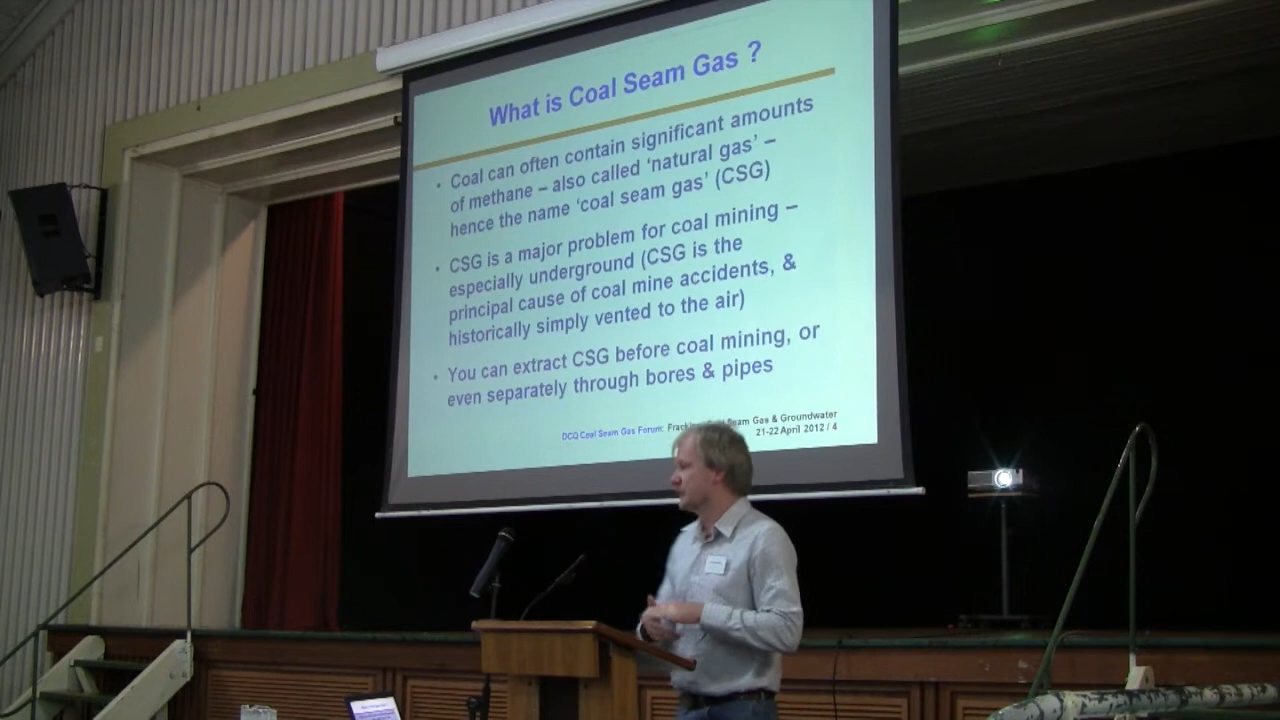 What is Coal Seam Gas ?
• Coal can often contain significant amounts
of methane – also called ‘natural gas’ –
hence the name ‘coal seam gas’ (CSG)
• CSG is a major problem for coal mining –
especially underground (CSG is the
principal cause of coal mine accidents, &
historically simply vented to the air)
• You can extract CSG before coal mining, or
even separately through bores & pipes
DCQ Coal Seam Gas Forum: Seam Gas & Groundwater
21-22 April 2012 / 4